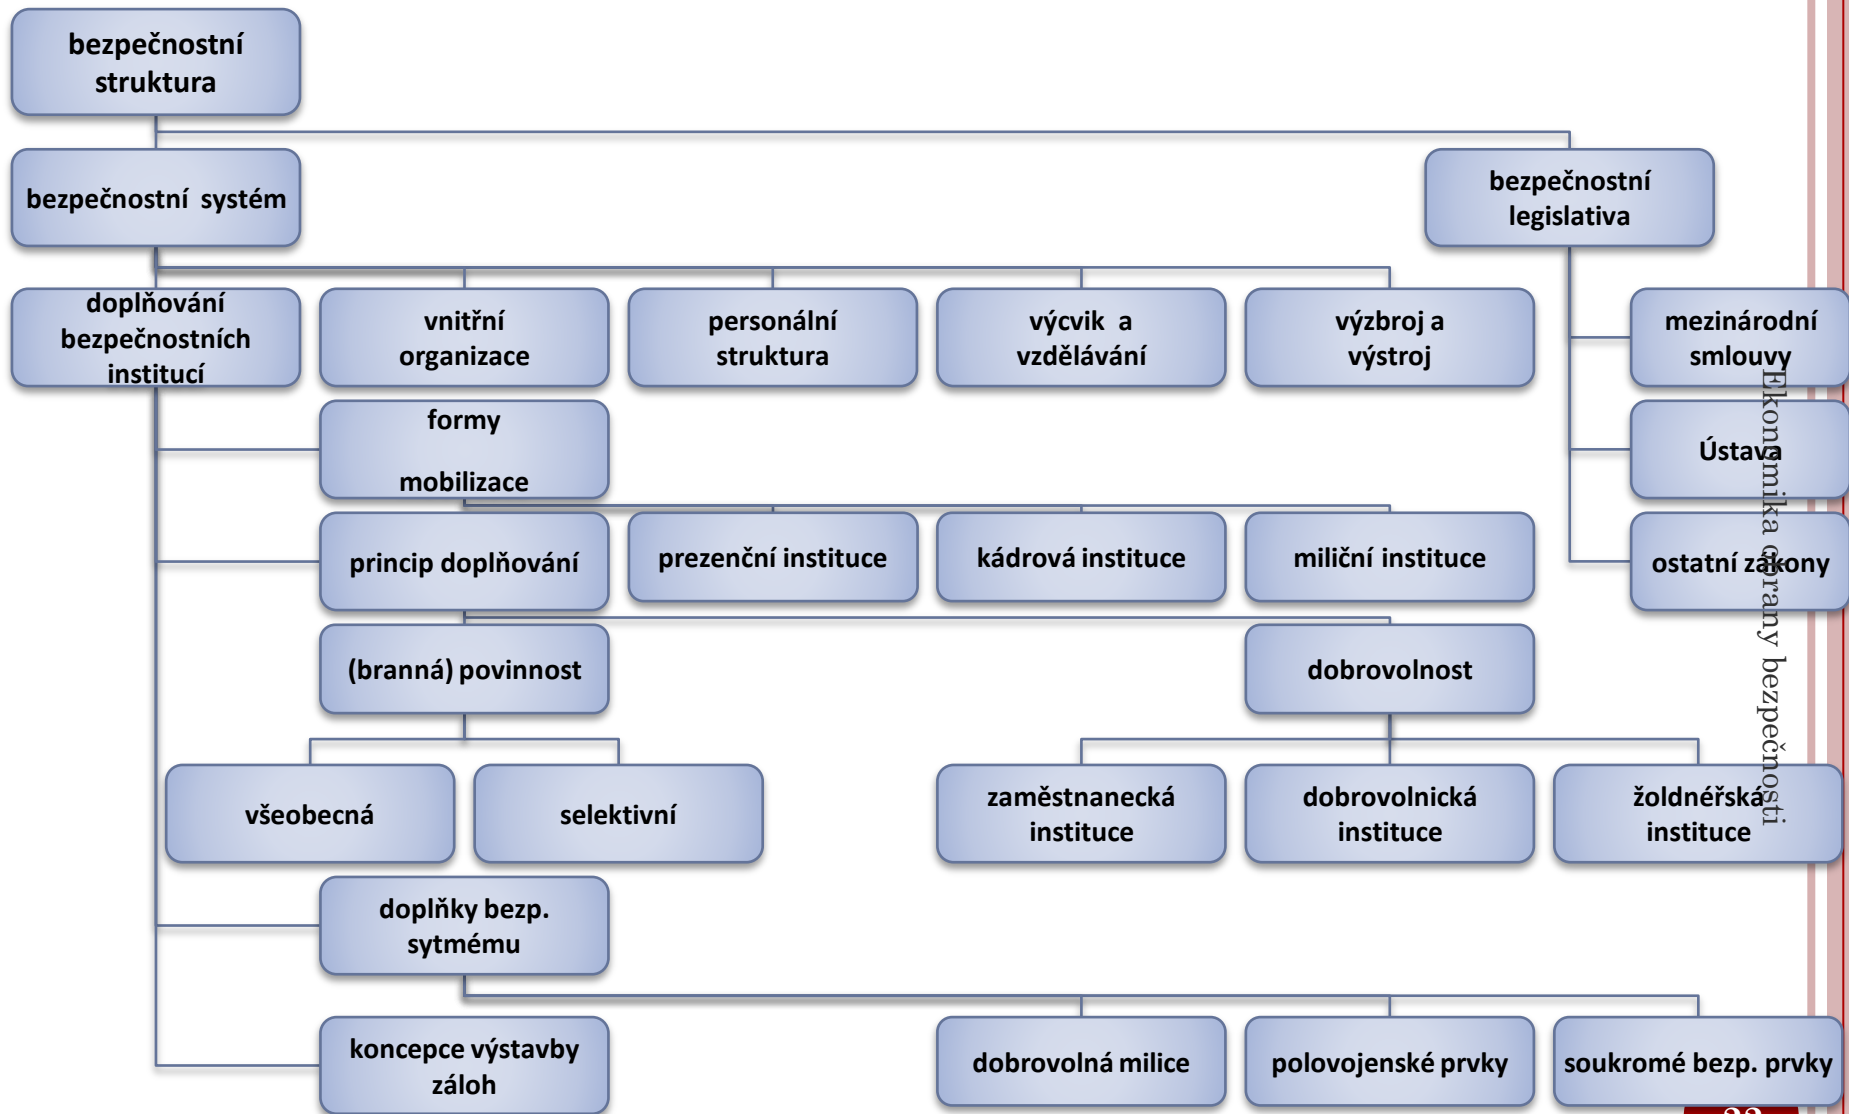 bezpečnostní
struktura
bezpečnostní systém
bezpečnostní
legislativa
doplňování
bezpečnostních
institucí
vnitřní
organizace
personální
struktura
výcvik a
vzdělávání
výzbroj a
výstroj
mezinárodní
smlouvy
formy
mobilizace
Ústava
princip doplňování
prezenční instituce
kádrová instituce
miliční instituce
ostatní zákony
(branná) povinnost
dobrovolnost
všeobecná
selektivní
zaměstnanecká
instituce
dobrovolnická
instituce
žoldnéřská
instituce
doplňky bezp.
sytmému
koncepce výstavby
záloh
dobrovolná milice
polovojenské prvky
soukromé bezp. prvky
Ekonomika obrany bezpečnosti